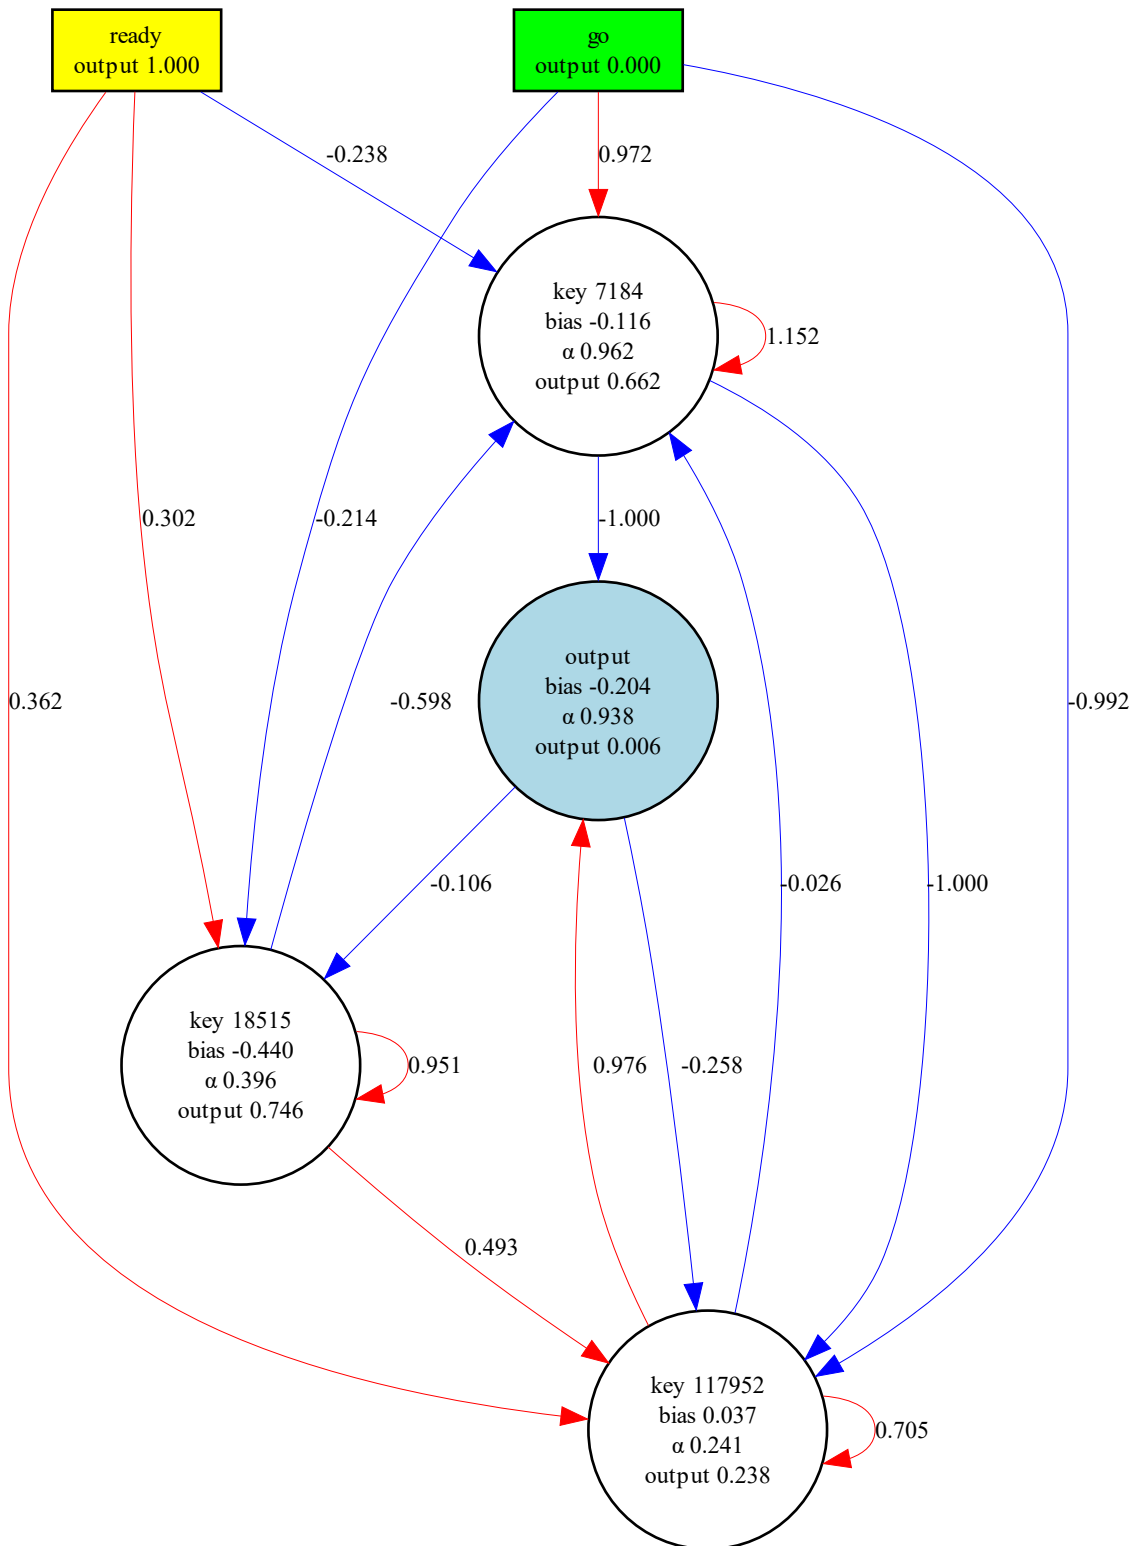 ready
output 1.000
go
output 0.000
-0.238
0.972
key 7184
bias -0.116
α 0.962
output 0.662
1.152
0.302
-0.214
-1.000
output
bias -0.204
α 0.938
output 0.006
0.362
-0.598
-0.992
-0.106
-0.026
-1.000
key 18515
bias -0.440
α 0.396
output 0.746
0.951
0.976
-0.258
0.493
key 117952
bias 0.037
α 0.241
output 0.238
0.705